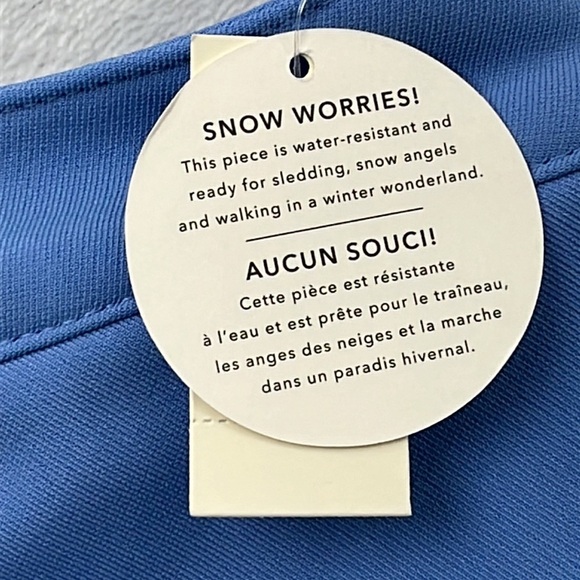 SNOW WORRIES!
This piece is water-resistant and
ready for sledding, snow angels
and walking in a winter wonderland.
AUCUN SOUCI!
Cette pièce est résistante
à l'eau et est prête pour le traîneau,
les anges des neiges et la marche
dans un paradis hivernal.